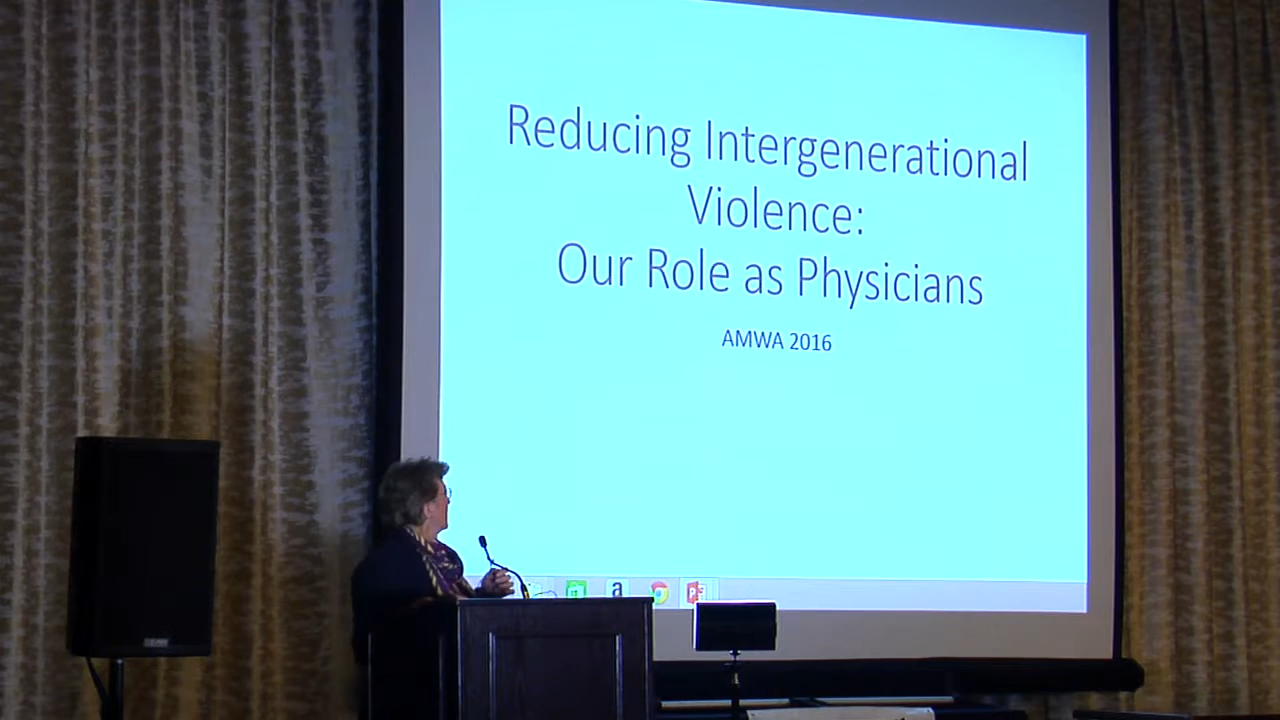 Reducing Intergenerational
Violence:
Our Role as Physicians
AMWA 2016